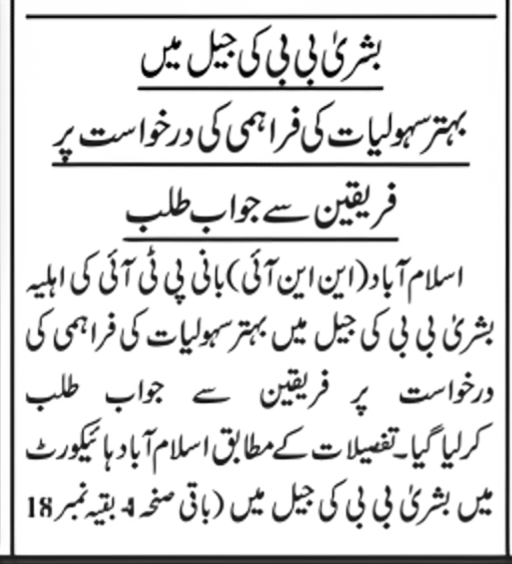 بشریٰ بی بی کی جیل میں
بہتر سہولیات کی فراہمی کی درخواست پر
فریقین سے جواب طلب
اسلام آباد (این این آئی) بانی پی ٹی آئی کی اہلیہ
بشریٰ بی بی کی جیل میں بہتر سہولیات کی فراہمی کی
درخواست پر فریقین سے جواب طلب
کرلیا گیا۔ تفصیلات کے مطابق اسلام آباد ہائیکورٹ
میں بشریٰ بی بی کی جیل میں (باقی صفحہ 4 بقیہ نمبر 18